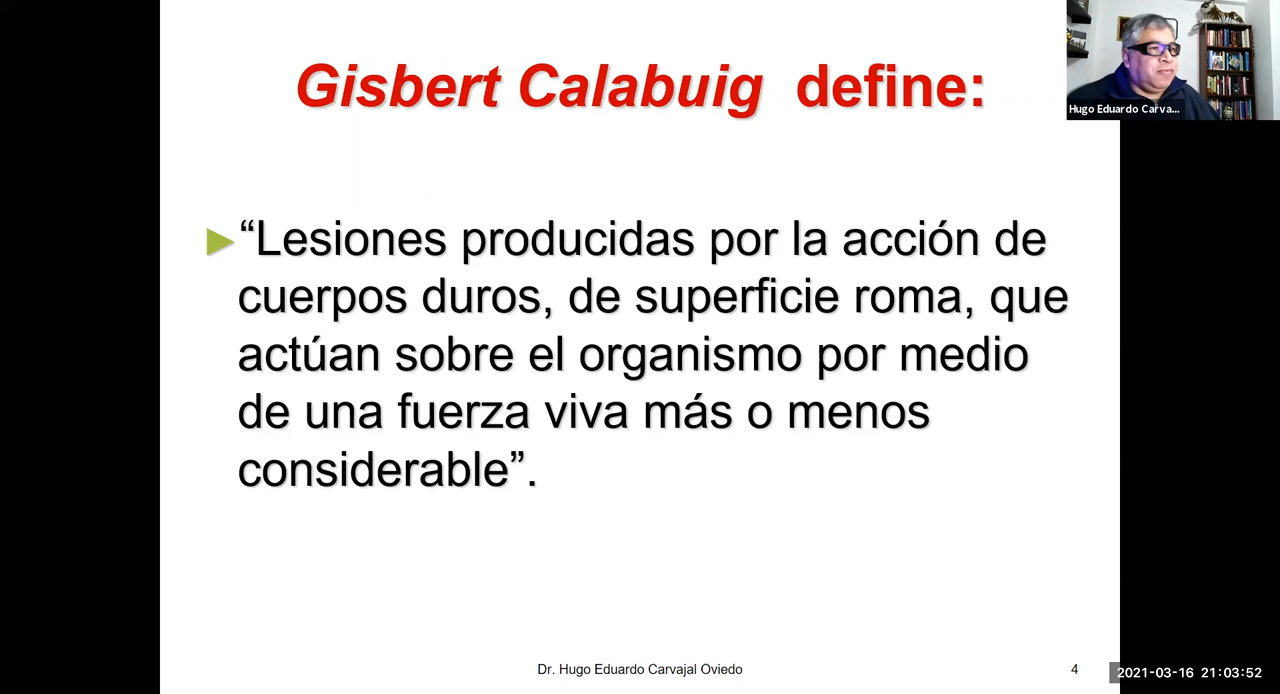 Gisbert Calabuig define:
Hugo Eduardo Carva...
►“Lesiones producidas por la acción de
cuerpos duros, de superficie roma, que
actúan sobre el organismo por medio
de una fuerza viva más o menos
considerable”.
Dr. Hugo Eduardo Carvajal Oviedo
4
2021-03-16 21:03:52